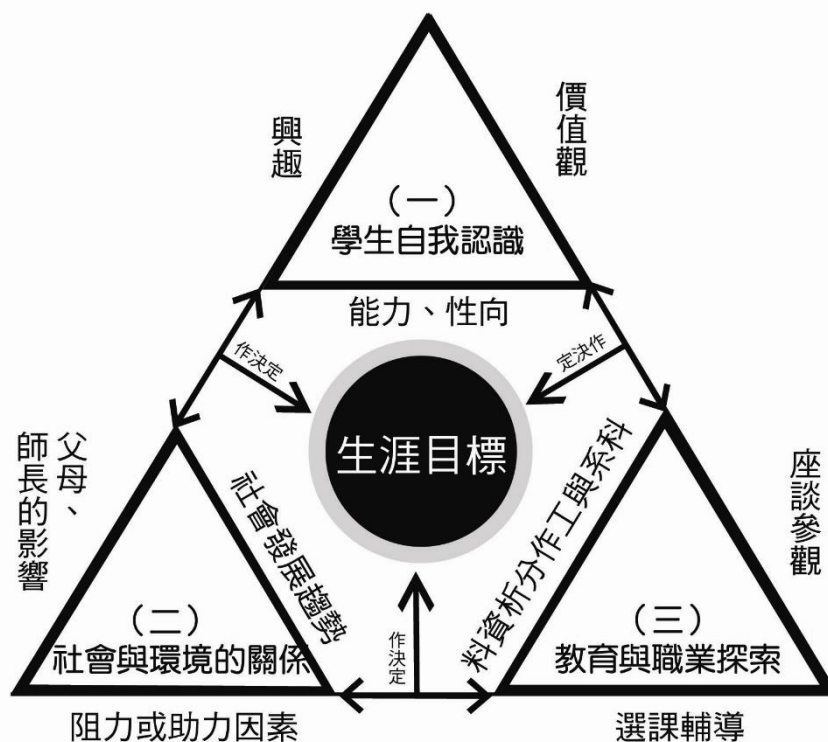 興趣
價值觀
（一）
學生自我認識
能力、性向
作決定
定決作
生涯目標
父母、
師長的影響
社會發展趨勢
料資析分作工與系科
座談參觀
（二）
社會與環境的關係
作決定
（三）
教育與職業探索
阻力或助力因素
選課輔導